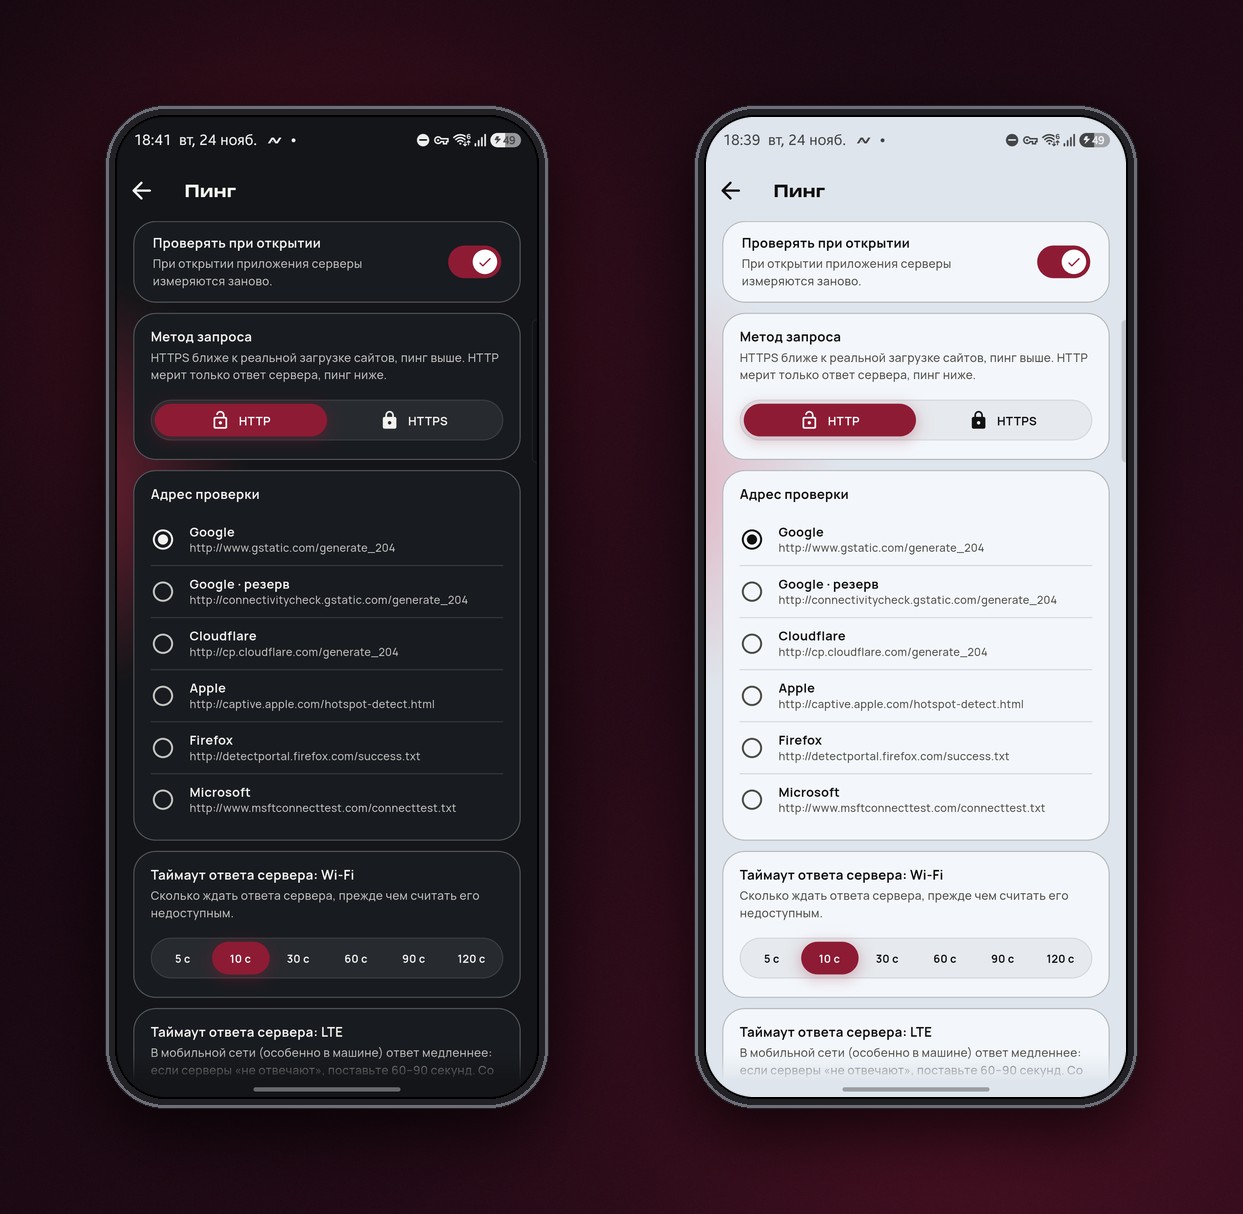 18:41 вт, 24 нояб.
49
Пинг
Проверять при открытии
При открытии приложения серверы
измеряются заново.
Метод запроса
HTTPS ближе к реальной загрузке сайтов, пинг выше. HTTP
мерит только ответ сервера, пинг ниже.
HTTP
HTTPS
Адрес проверки
Google
http://www.gstatic.com/generate_204
Google · резерв
http://connectivitycheck.gstatic.com/generate_204
Cloudflare
http://cp.cloudflare.com/generate_204
Apple
http://captive.apple.com/hotspot-detect.html
Firefox
http://detectportal.firefox.com/success.txt
Microsoft
http://www.msftconnecttest.com/connecttest.txt
Таймаут ответа сервера: Wi-Fi
Сколько ждать ответа сервера, прежде чем считать его
недоступным.
5 с 10 с 30 с 60 с 90 с 120 с
Таймаут ответа сервера: LTE
В мобильной сети (особенно в машине) ответ медленнее:
если серверы «не отвечают», поставьте 60–90 секунд. Со
18:39 вт, 24 нояб.
49
Пинг
Проверять при открытии
При открытии приложения серверы
измеряются заново.
Метод запроса
HTTPS ближе к реальной загрузке сайтов, пинг выше. HTTP
мерит только ответ сервера, пинг ниже.
HTTP
HTTPS
Адрес проверки
Google
http://www.gstatic.com/generate_204
Google · резерв
http://connectivitycheck.gstatic.com/generate_204
Cloudflare
http://cp.cloudflare.com/generate_204
Apple
http://captive.apple.com/hotspot-detect.html
Firefox
http://detectportal.firefox.com/success.txt
Microsoft
http://www.msftconnecttest.com/connecttest.txt
Таймаут ответа сервера: Wi-Fi
Сколько ждать ответа сервера, прежде чем считать его
недоступным.
5 с 10 с 30 с 60 с 90 с 120 с
Таймаут ответа сервера: LTE
В мобильной сети (особенно в машине) ответ медленнее:
если серверы «не отвечают», поставьте 60–90 секунд. Со